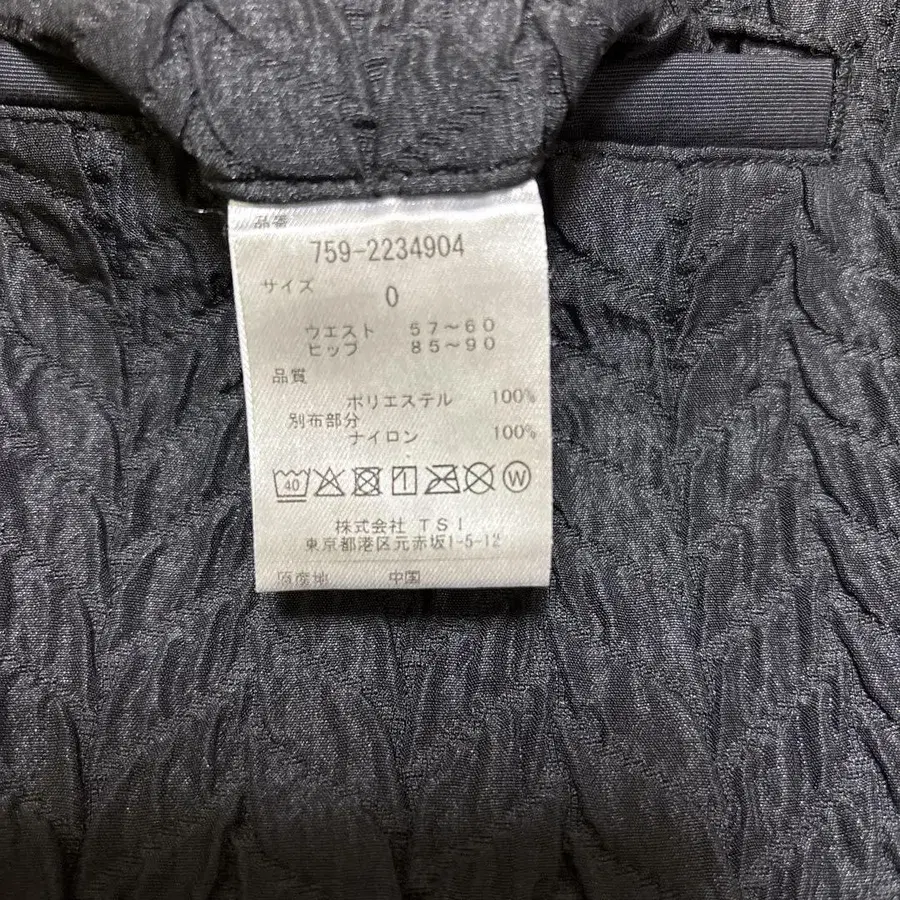 品番
759-2234904
サイズ
0
ウエスト 57～60
ヒップ 85～90
品質
ポリエステル 100%
別布部分
ナイロン 100%
40 1 W
株式会社 TSI
東京都港区元赤坂1-5-12
原産地 中国